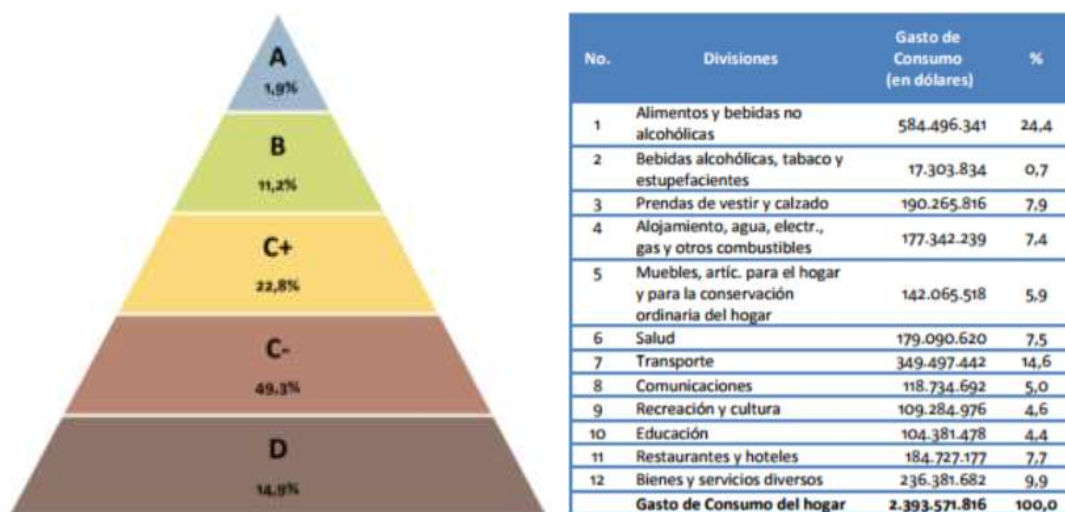 A
1,9%
B
11,2%
C+
22,8%
C-
49,3%
D
14,9%
No. Divisiones Gasto de Consumo (en dólares) %
1 Alimentos y bebidas no alcohólicas 584.496.341 24,4
2 Bebidas alcohólicas, tabaco y estupefacientes 17.303.834 0,7
3 Prendas de vestir y calzado 190.265.816 7,9
4 Alojamiento, agua, electr., gas y otros combustibles 177.342.239 7,4
5 Muebles, artíc. para el hogar y para la conservación ordinaria del hogar 142.065.518 5,9
6 Salud 179.090.620 7,5
7 Transporte 349.497.442 14,6
8 Comunicaciones 118.734.692 5,0
9 Recreación y cultura 109.284.976 4,6
10 Educación 104.381.478 4,4
11 Restaurantes y hoteles 184.727.177 7,7
12 Bienes y servicios diversos 236.381.682 9,9
Gasto de Consumo del hogar 2.393.571.816 100,0